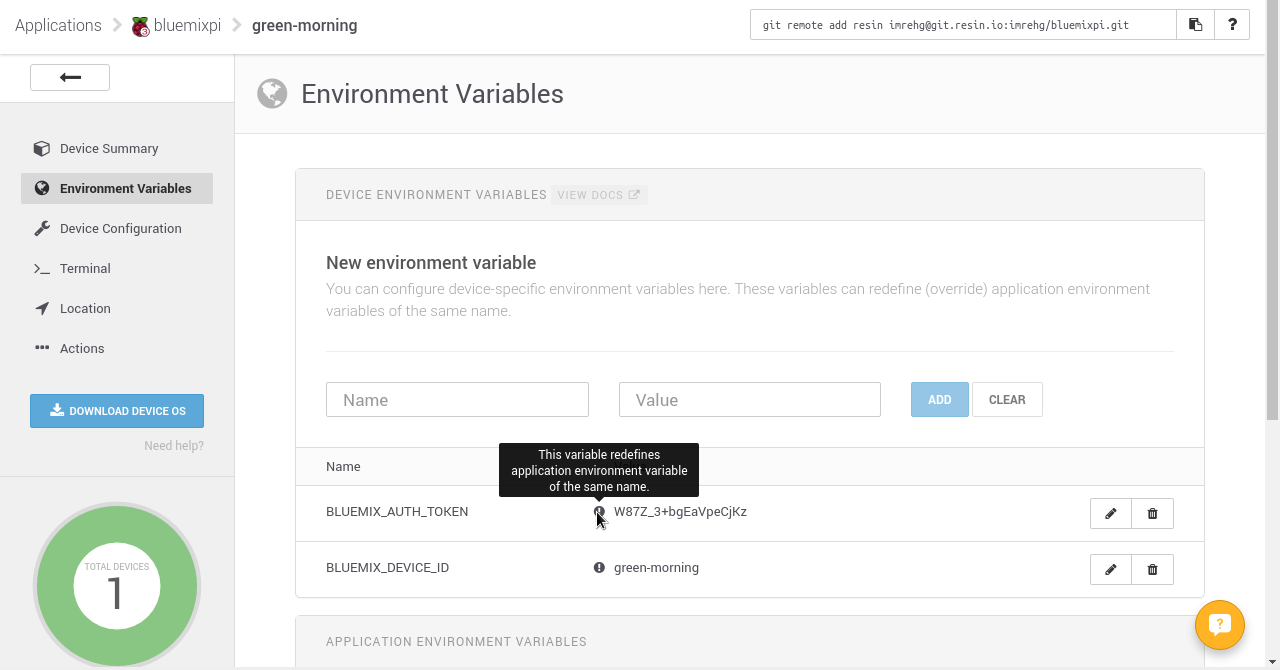 Applications bluemixpi green-morning
git remote add resin imrehg@git.resin.io:imrehg/bluemixpi.git
?
Environment Variables
Device Summary
Environment Variables
Device Configuration
Terminal
Location
Actions
DOWNLOAD DEVICE OS
Need help?
TOTAL DEVICES
1
DEVICE ENVIRONMENT VARIABLES VIEW DOCS
New environment variable
You can configure device-specific environment variables here. These variables can redefine (override) application environment
variables of the same name.
Name Value ADD CLEAR
This variable redefines
application environment variable
of the same name.
Name
BLUEMIX_AUTH_TOKEN W87Z_3+bgEaVpeCjKz
BLUEMIX_DEVICE_ID green-morning
APPLICATION ENVIRONMENT VARIABLES
?